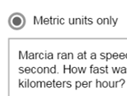 Metric units only
Marcia ran at a speed
second. How fast wa
kilometers per hour?